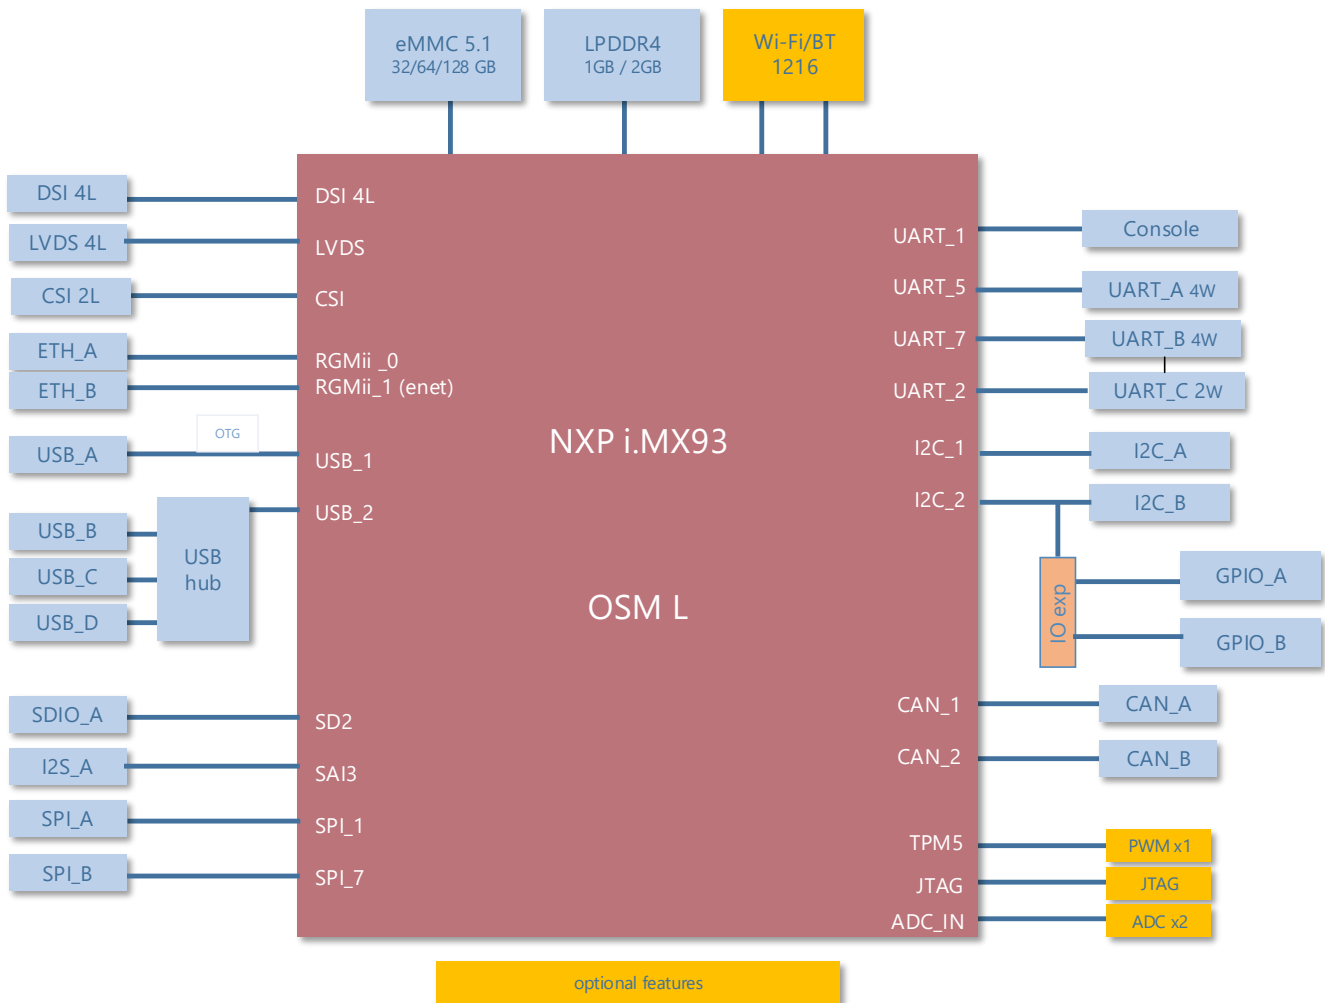 eMMC 5.1
32/64/128 GB
LPDDR4
1GB / 2GB
Wi-Fi/BT
1216
DSI 4L
LVDS 4L
CSI 2L
ETH_A
ETH_B
OTG
USB_A
USB_B
USB_C
USB_D
USB
hub
SDIO_A
I2S_A
SPI_A
SPI_B
DSI 4L
LVDS
CSI
RGMii _0
RGMii_1 (enet)
USB_1
USB_2
SD2
SAI3
SPI_1
SPI_7
NXP i.MX93
OSM L
UART_1
UART_5
UART_7
UART_2
I2C_1
I2C_2
CAN_1
CAN_2
TPM5
JTAG
ADC_IN
Console
UART_A 4W
UART_B 4W
UART_C 2W
I2C_A
I2C_B
IO exp
GPIO_A
GPIO_B
CAN_A
CAN_B
PWM x1
JTAG
ADC x2
optional features